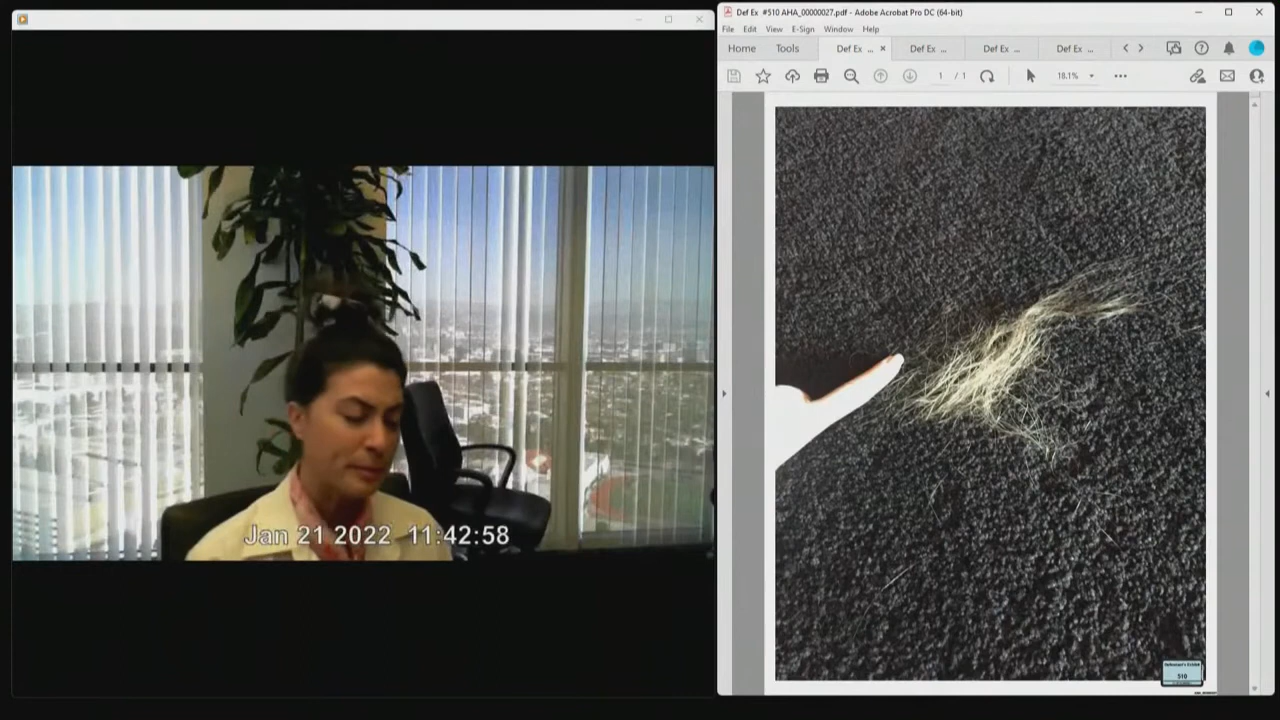 Def Ex #510 AHA_00000027.pdf - Adobe Acrobat Pro DC (64-bit)
File Edit View E-Sign Window Help
Home Tools Def Ex ... × Def Ex ... Def Ex ... Def Ex ...
1 / 1 18.1%
Jan 21 2022 11:42:58
Defendant's Exhibit
510